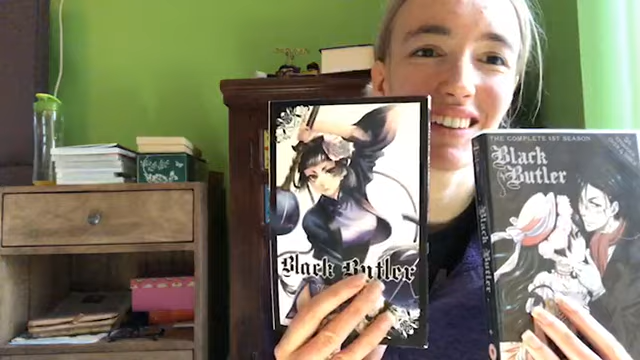 Black Butler
THE COMPLETE 1ST SEASON
Black
Butler
Black Butler